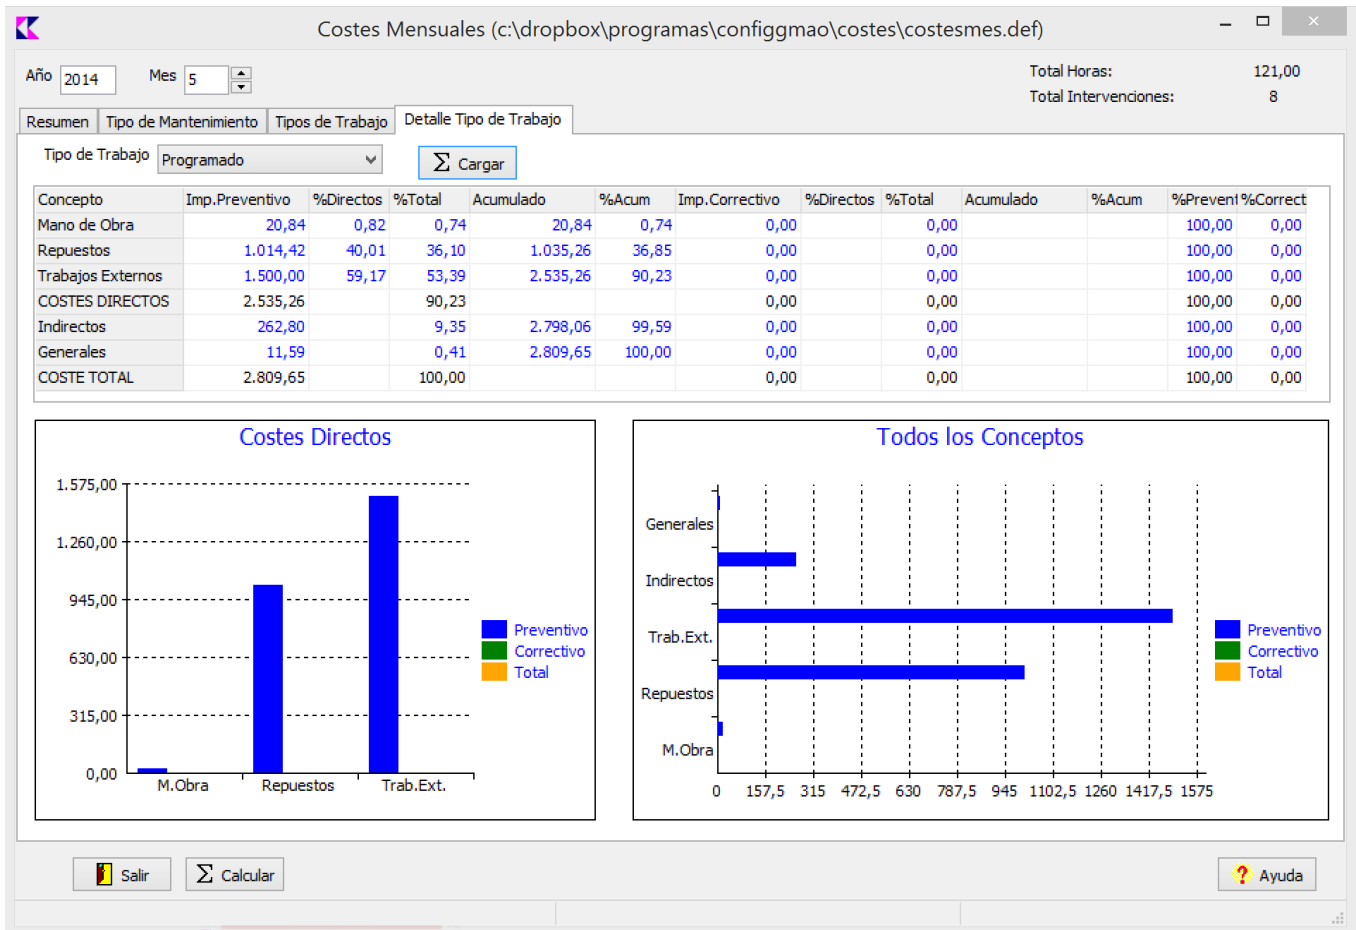 Costes Mensuales (c:\dropbox\programas\configgmao\costes\costesmes.def)
Año 2014 Mes 5 Total Horas: 121,00
Total Intervenciones: 8
Resumen Tipo de Mantenimiento Tipos de Trabajo Detalle Tipo de Trabajo
Tipo de Trabajo Programado Σ Cargar
Concepto Imp.Preventivo %Directos %Total Acumulado %Acum Imp.Correctivo %Directos %Total Acumulado %Acum %Prevent %Correct
Mano de Obra 20,84 0,82 0,74 20,84 0,74 0,00 0,00 100,00 0,00
Repuestos 1.014,42 40,01 36,10 1.035,26 36,85 0,00 0,00 100,00 0,00
Trabajos Externos 1.500,00 59,17 53,39 2.535,26 90,23 0,00 0,00 100,00 0,00
COSTES DIRECTOS 2.535,26 90,23 0,00 0,00 100,00 0,00
Indirectos 262,80 9,35 2.798,06 99,59 0,00 0,00 100,00 0,00
Generales 11,59 0,41 2.809,65 100,00 0,00 0,00 100,00 0,00
COSTE TOTAL 2.809,65 100,00 0,00 0,00 100,00 0,00
Costes Directos
1.575,00
1.260,00
945,00
630,00
315,00
0,00
M.Obra Repuestos Trab.Ext.
Preventivo
Correctivo
Total
Todos los Conceptos
Generales
Indirectos
Trab.Ext.
Repuestos
M.Obra
0 157,5 315 472,5 630 787,5 945 1102,5 1260 1417,5 1575
Preventivo
Correctivo
Total
Salir Σ Calcular ? Ayuda